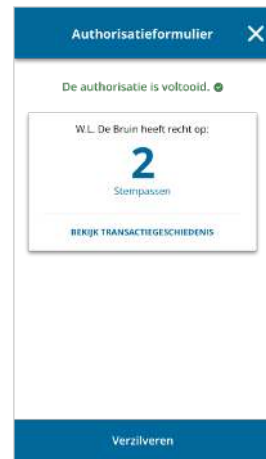 Authorisatieformulier
De authorisatie is voltooid.
W.L. De Bruin heeft recht op:
2
Stempassen
BEKIJK TRANSACTIEGESCHIEDENIS
Verzilveren